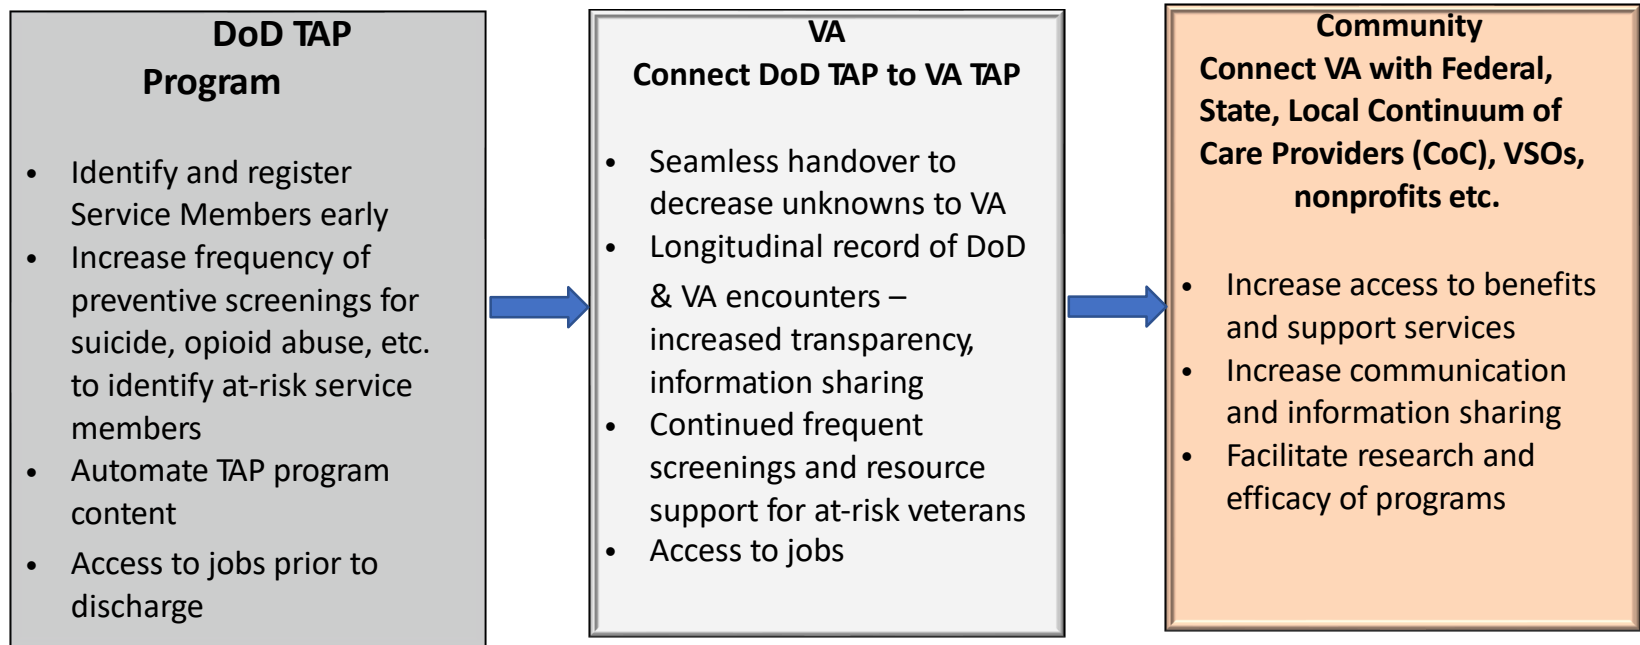 DoD TAP
Program
• Identify and register
Service Members early
• Increase frequency of
preventive screenings for
suicide, opioid abuse, etc.
to identify at-risk service
members
• Automate TAP program
content
• Access to jobs prior to
discharge
VA
Connect DoD TAP to VA TAP
• Seamless handover to
decrease unknowns to VA
• Longitudinal record of DoD
& VA encounters –
increased transparency,
information sharing
• Continued frequent
screenings and resource
support for at-risk veterans
• Access to jobs
Community
Connect VA with Federal,
State, Local Continuum of
Care Providers (CoC), VSOs,
nonprofits etc.
• Increase access to benefits
and support services
• Increase communication
and information sharing
• Facilitate research and
efficacy of programs